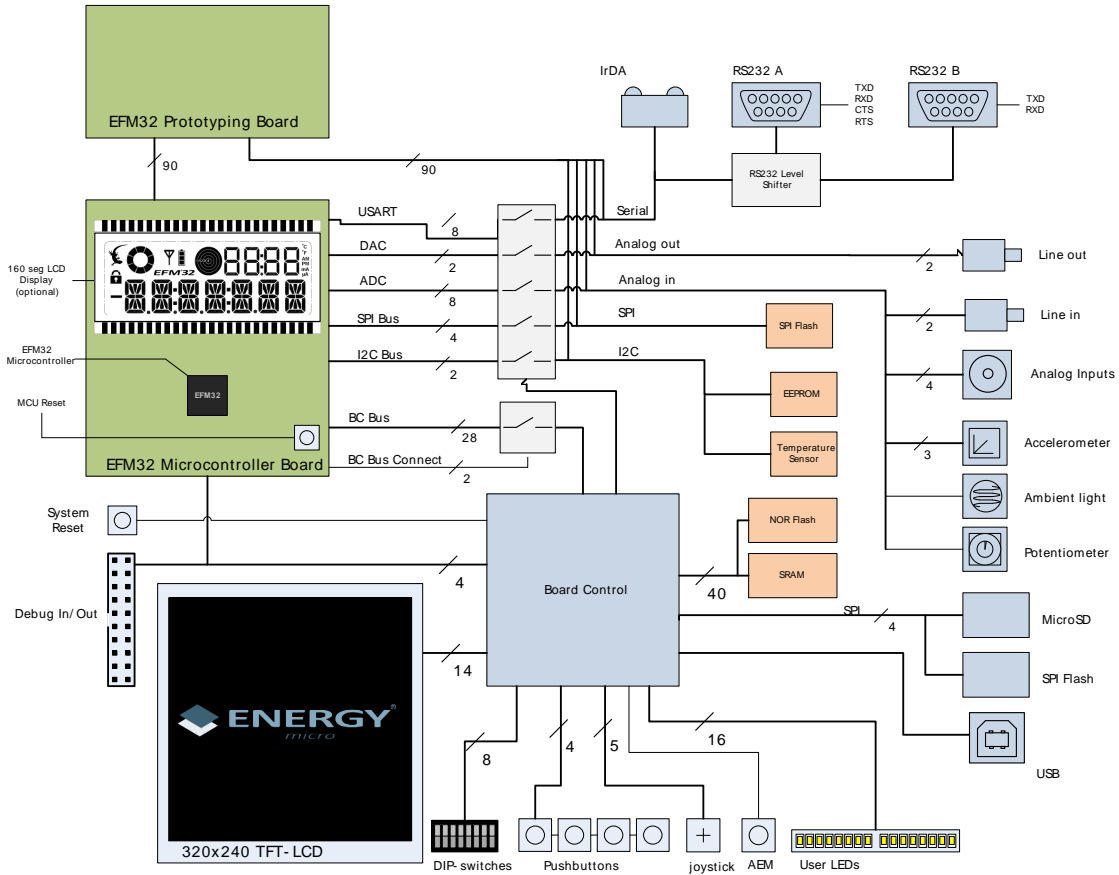 EFM32 Prototyping Board
90
90
IrDA
RS232 A
TXD
RXD
CTS
RTS
RS232 B
TXD
RXD
RS232 Level
Shifter
USART
8
Serial
DAC
2
Analog out
2
Line out
ADC
8
Analog in
2
Line in
SPI Bus
4
SPI
SPI Flash
I2C Bus
2
I2C
EEPROM
Temperature
Sensor
4
Analog Inputs
3
Accelerometer
Ambient light
Potentiometer
160 seg LCD
Display
(optional)
EFM32
°C
°F
AM
PM
mA
µA
EFM32
Microcontroller
EFM32
MCU Reset
EFM32 Microcontroller Board
BC Bus
28
BC Bus Connect
2
System
Reset
Debug In/Out
4
Board Control
NOR Flash
SRAM
40
SPI
4
MicroSD
SPI Flash
USB
14
ENERGY®
micro
320x240 TFT-LCD
8
4
5
16
DIP-switches
Pushbuttons
joystick
AEM
User LEDs